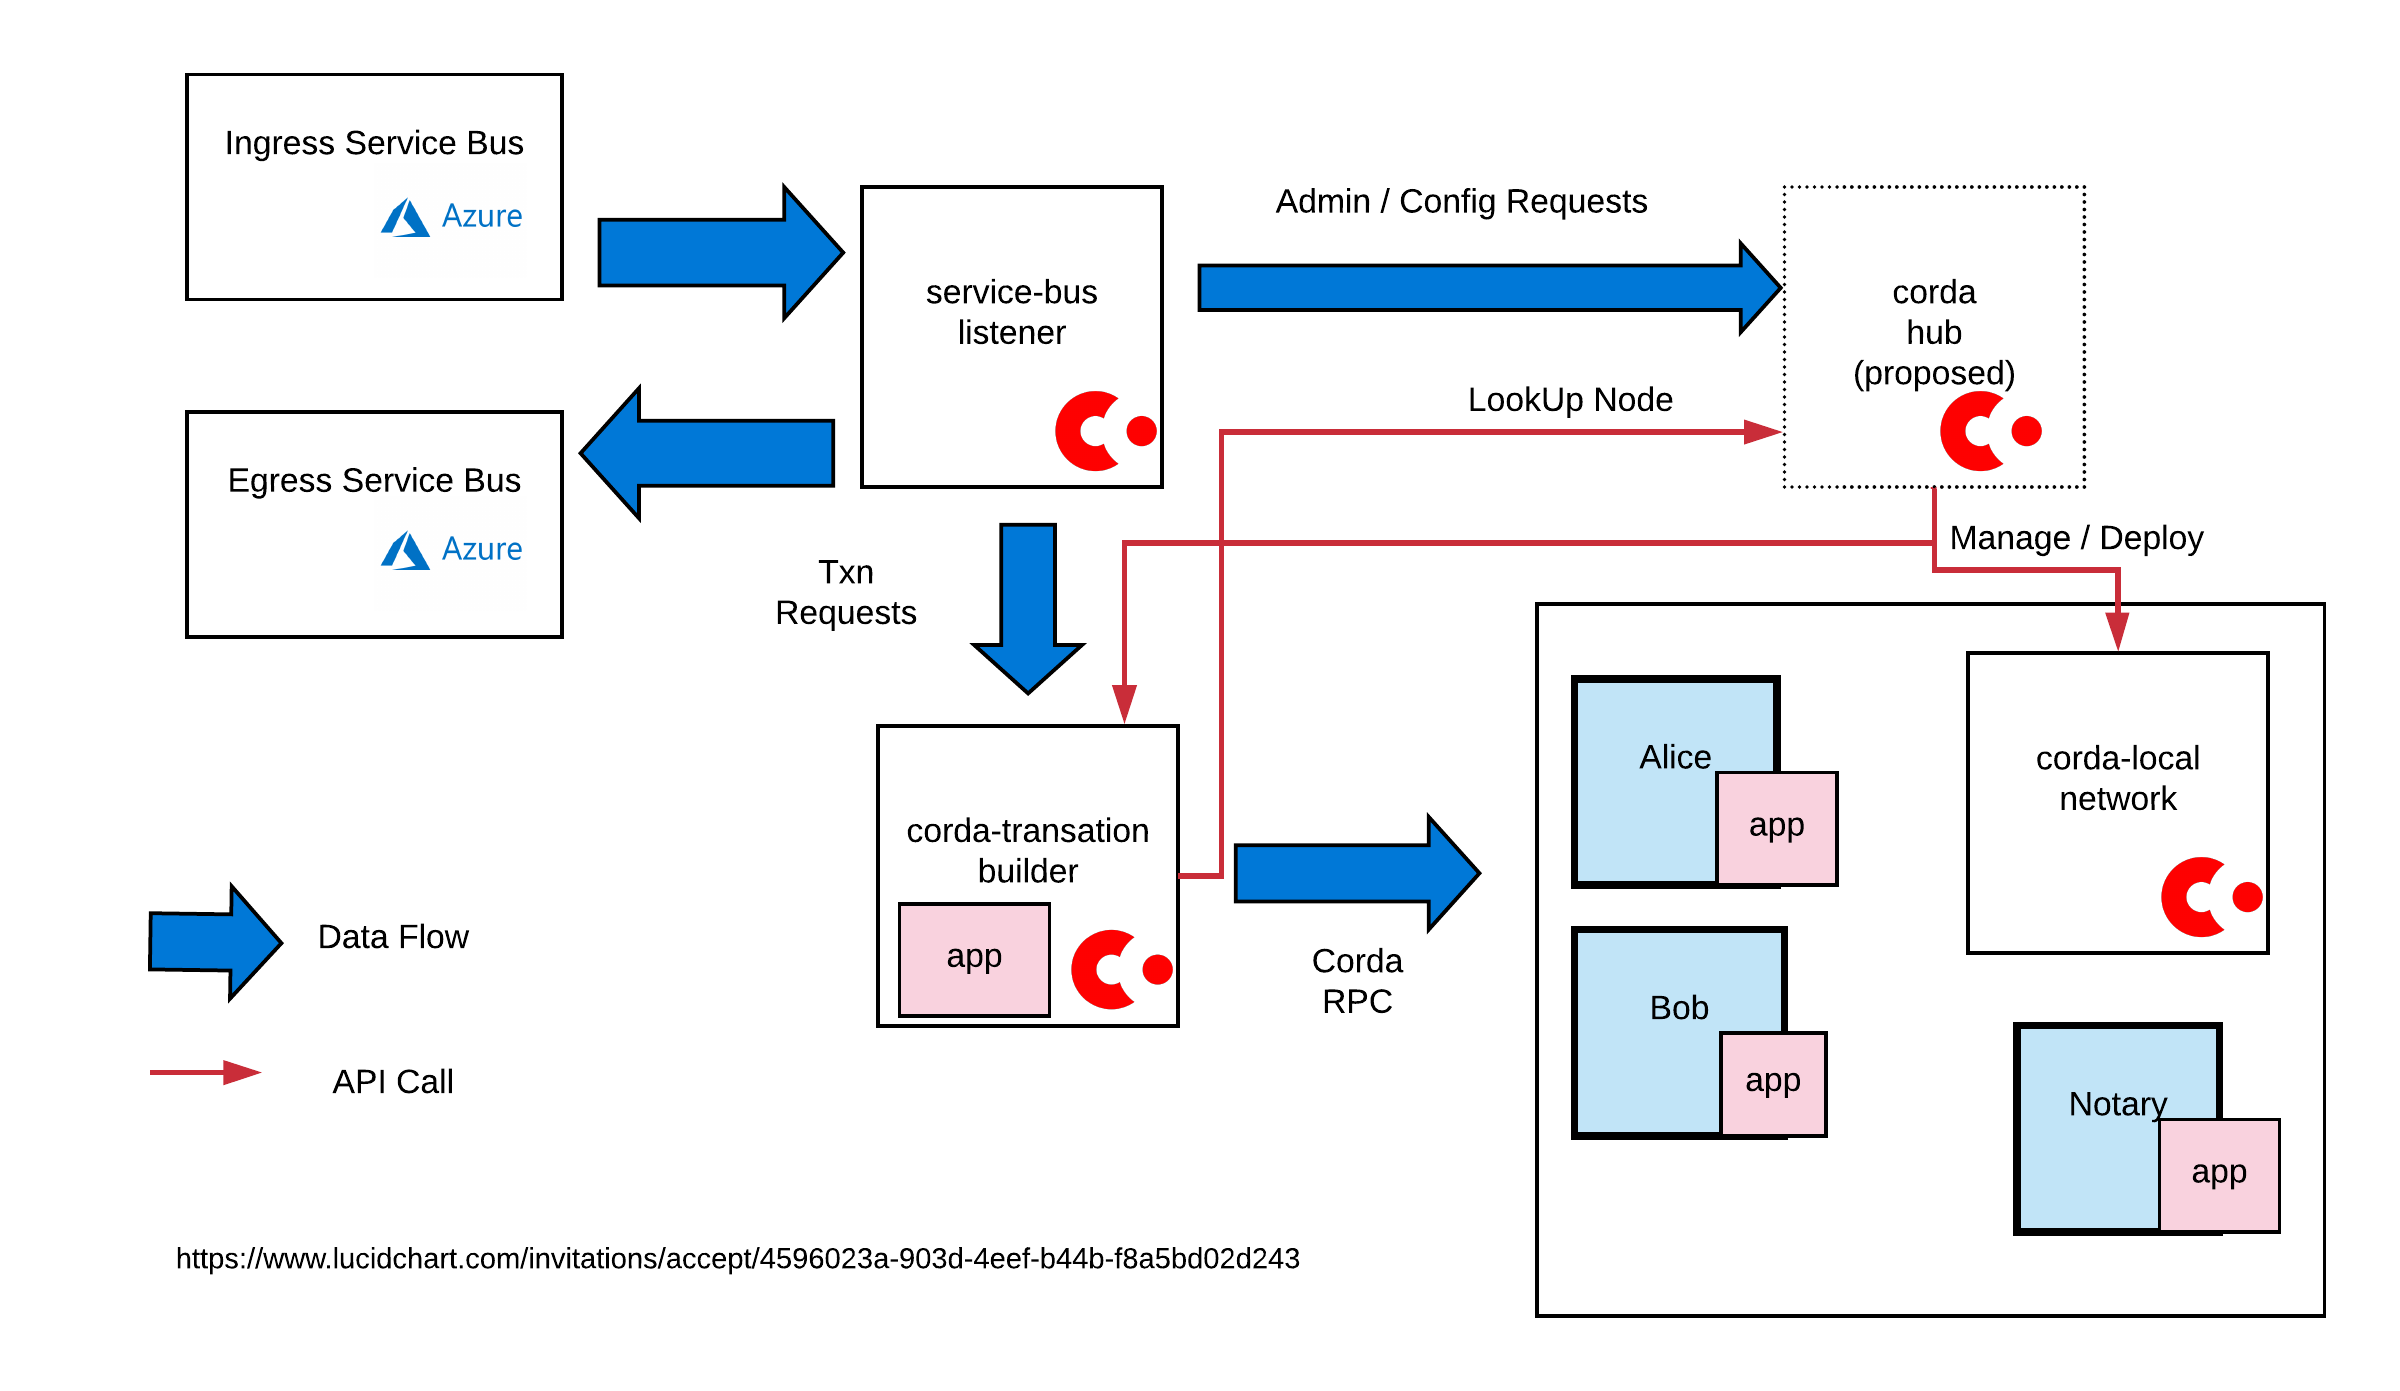 Ingress Service Bus
Azure
Egress Service Bus
Azure
service-bus
listener
Admin / Config Requests
corda
hub
(proposed)
LookUp Node
Manage / Deploy
Txn
Requests
corda-transation
builder
app
Corda
RPC
Alice
app
Bob
app
corda-local
network
Notary
app
Data Flow
API Call
https://www.lucidchart.com/invitations/accept/4596023a-903d-4eef-b44b-f8a5bd02d243